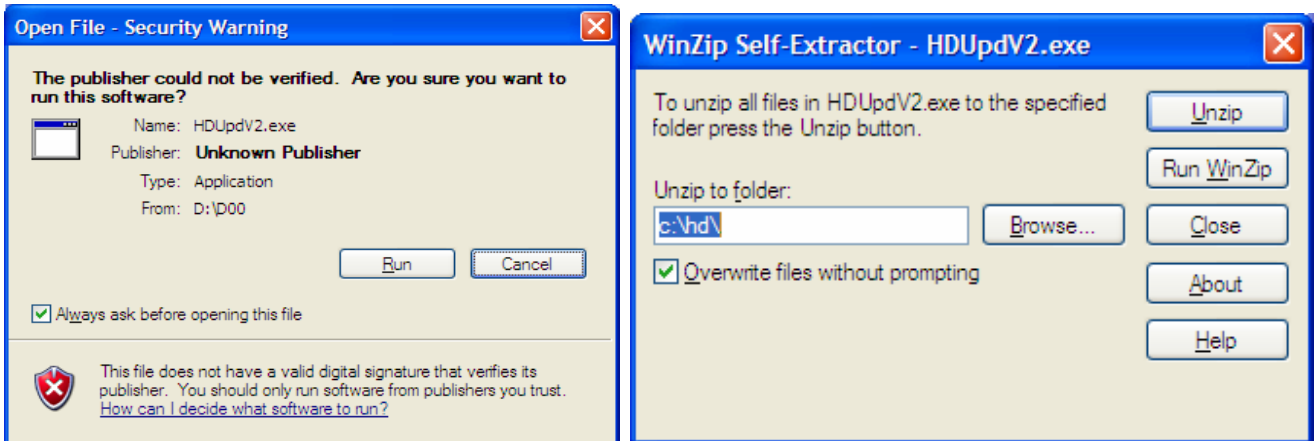 Open File - Security Warning
The publisher could not be verified. Are you sure you want to
run this software?
Name: HDUpdV2.exe
Publisher: Unknown Publisher
Type: Application
From: D:\D00
Run
Cancel
Always ask before opening this file
This file does not have a valid digital signature that verifies its
publisher. You should only run software from publishers you trust.
How can I decide what software to run?
WinZip Self-Extractor - HDUpdV2.exe
To unzip all files in HDUpdV2.exe to the specified
folder press the Unzip button.
Unzip to folder:
c:\hd\
Browse...
Overwrite files without prompting
Unzip
Run WinZip
Close
About
Help